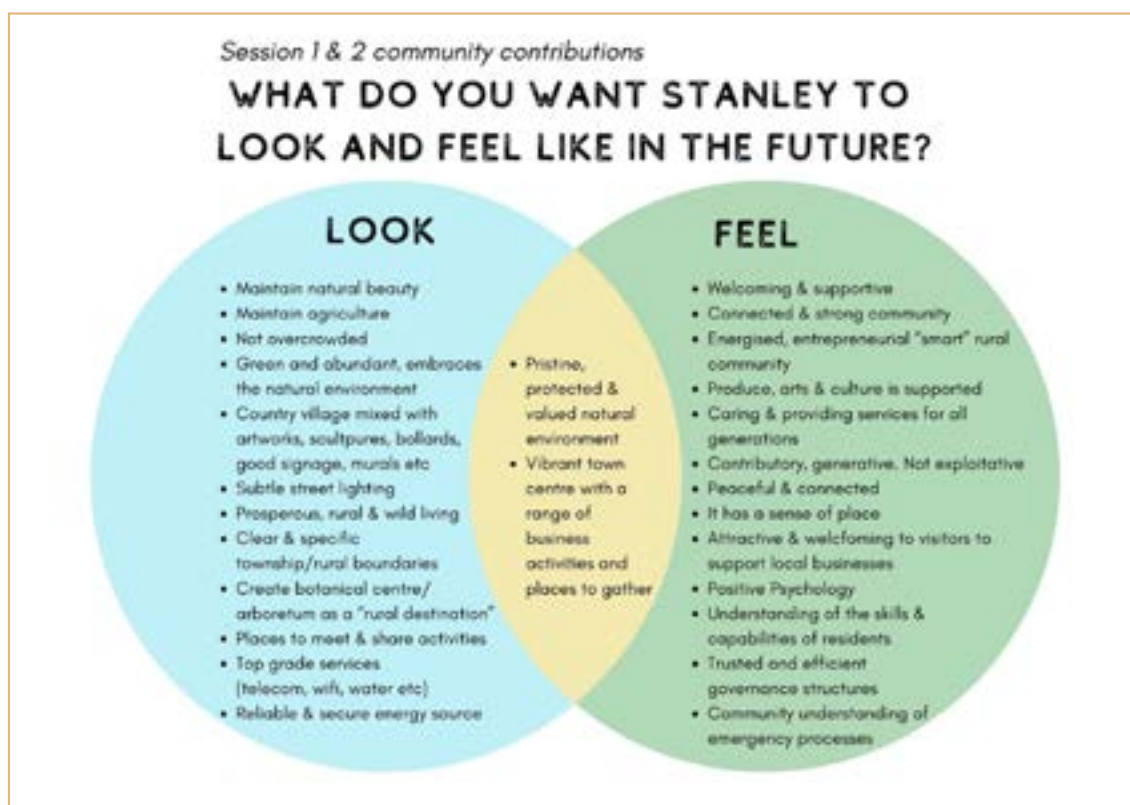 Session 1 & 2 community contributions
WHAT DO YOU WANT STANLEY TO
LOOK AND FEEL LIKE IN THE FUTURE?
LOOK
• Maintain natural beauty
• Maintain agriculture
• Not overcrowded
• Green and abundant, embraces
the natural environment
• Country village mixed with
artworks, scultpures, bollards,
good signage, murals etc
• Subtle street lighting
• Prosperous, rural & wild living
• Clear & specific
township/rural boundaries
• Create botanical centre/
arboretum as a "rural destination"
• Places to meet & share activities
• Top grade services
(telecom, wifi, water etc)
• Reliable & secure energy source
• Pristine,
protected &
valued natural
environment
• Vibrant town
centre with a
range of
business
activities and
places to gather
FEEL
• Welcoming & supportive
• Connected & strong community
• Energised, entrepreneurial "smart" rural
community
• Produce, arts & culture is supported
• Caring & providing services for all
generations
• Contributory, generative. Not exploitative
• Peaceful & connected
• It has a sense of place
• Attractive & welcfoming to visitors to
support local businesses
• Positive Psychology
• Understanding of the skills &
capabilities of residents
• Trusted and efficient
governance structures
• Community understanding of
emergency processes